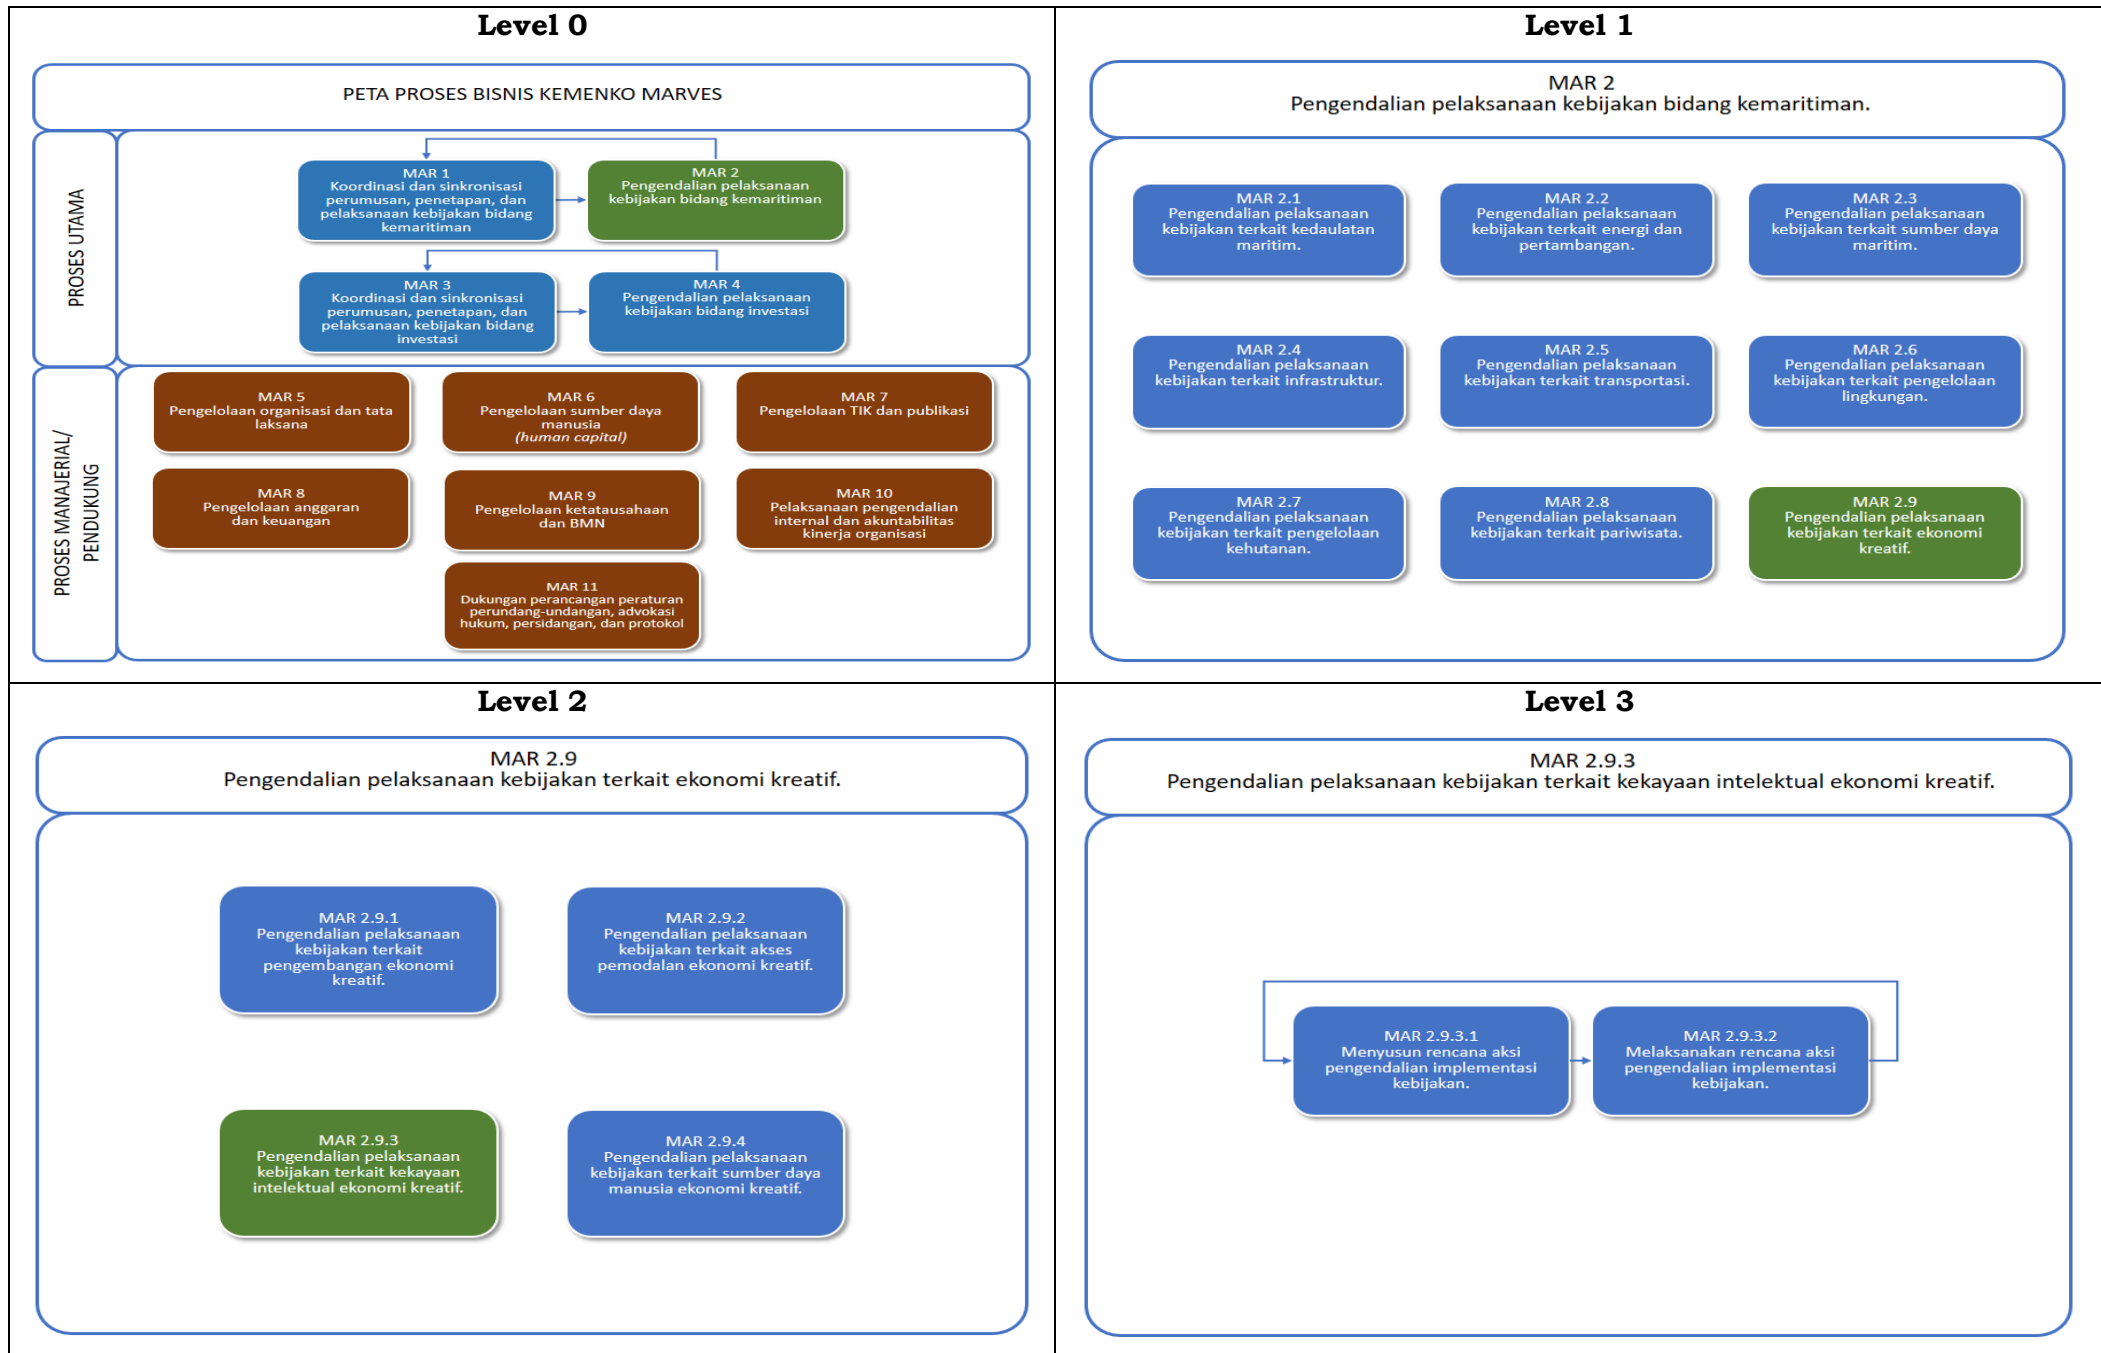 Level 0
PETA PROSES BISNIS KEMENKO MARVES
PROSES UTAMA
MAR 1
Koordinasi dan sinkronisasi
perumusan, penetapan, dan
pelaksanaan kebijakan bidang
kemaritiman
MAR 2
Pengendalian pelaksanaan
kebijakan bidang kemaritiman
MAR 3
Koordinasi dan sinkronisasi
perumusan, penetapan, dan
pelaksanaan kebijakan bidang
investasi
MAR 4
Pengendalian pelaksanaan
kebijakan bidang investasi
PROSES MANAJERIAL/
PENDUKUNG
MAR 5
Pengelolaan organisasi dan tata
laksana
MAR 6
Pengelolaan sumber daya
manusia
(human capital)
MAR 7
Pengelolaan TIK dan publikasi
MAR 8
Pengelolaan anggaran
dan keuangan
MAR 9
Pengelolaan ketatausahaan
dan BMN
MAR 10
Pelaksanaan pengendalian
internal dan akuntabilitas
kinerja organisasi
MAR 11
Dukungan perancangan peraturan
perundang-undangan, advokasi
hukum, persidangan, dan protokol
Level 1
MAR 2
Pengendalian pelaksanaan kebijakan bidang kemaritiman.
MAR 2.1
Pengendalian pelaksanaan
kebijakan terkait kedaulatan
maritim.
MAR 2.2
Pengendalian pelaksanaan
kebijakan terkait energi dan
pertambangan.
MAR 2.3
Pengendalian pelaksanaan
kebijakan terkait sumber daya
maritim.
MAR 2.4
Pengendalian pelaksanaan
kebijakan terkait infrastruktur.
MAR 2.5
Pengendalian pelaksanaan
kebijakan terkait transportasi.
MAR 2.6
Pengendalian pelaksanaan
kebijakan terkait pengelolaan
lingkungan.
MAR 2.7
Pengendalian pelaksanaan
kebijakan terkait pengelolaan
kehutanan.
MAR 2.8
Pengendalian pelaksanaan
kebijakan terkait pariwisata.
MAR 2.9
Pengendalian pelaksanaan
kebijakan terkait ekonomi
kreatif.
Level 2
MAR 2.9
Pengendalian pelaksanaan kebijakan terkait ekonomi kreatif.
MAR 2.9.1
Pengendalian pelaksanaan
kebijakan terkait
pengembangan ekonomi
kreatif.
MAR 2.9.2
Pengendalian pelaksanaan
kebijakan terkait akses
pemodalan ekonomi kreatif.
MAR 2.9.3
Pengendalian pelaksanaan
kebijakan terkait kekayaan
intelektual ekonomi kreatif.
MAR 2.9.4
Pengendalian pelaksanaan
kebijakan terkait sumber daya
manusia ekonomi kreatif.
Level 3
MAR 2.9.3
Pengendalian pelaksanaan kebijakan terkait kekayaan intelektual ekonomi kreatif.
MAR 2.9.3.1
Menyusun rencana aksi
pengendalian implementasi
kebijakan.
MAR 2.9.3.2
Melaksanakan rencana aksi
pengendalian implementasi
kebijakan.